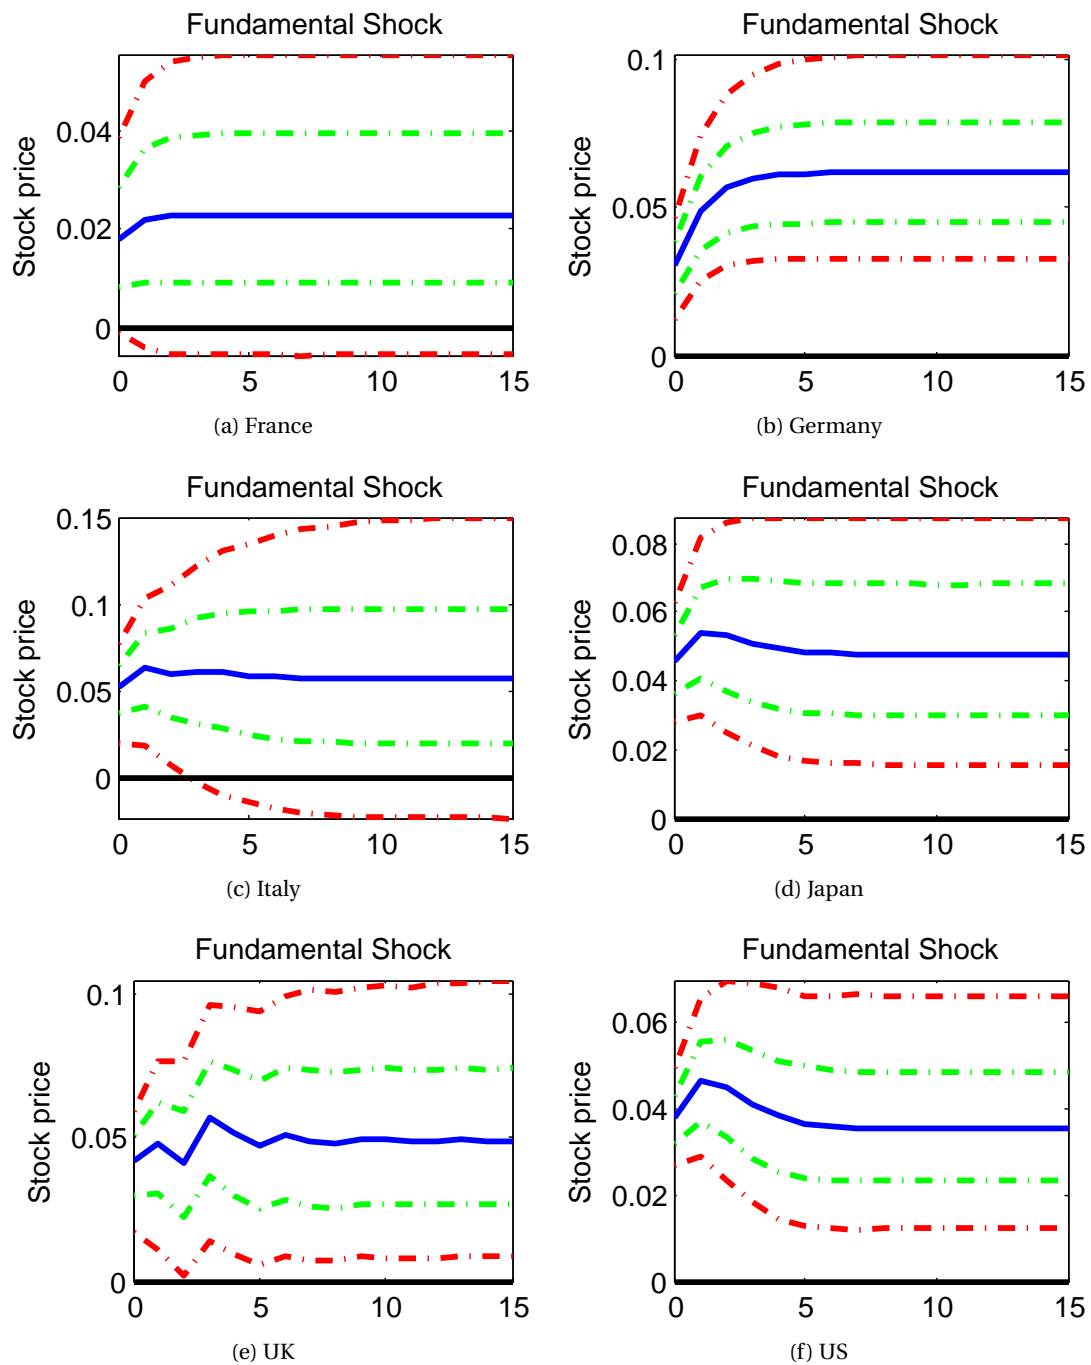 Fundamental Shock
Stock price
0.04
0.02
0
0 5 10 15
(a) France
Fundamental Shock
Stock price
0.1
0.05
0
0 5 10 15
(b) Germany
Fundamental Shock
Stock price
0.15
0.1
0.05
0
0 5 10 15
(c) Italy
Fundamental Shock
Stock price
0.08
0.06
0.04
0.02
0
0 5 10 15
(d) Japan
Fundamental Shock
Stock price
0.1
0.05
0
0 5 10 15
(e) UK
Fundamental Shock
Stock price
0.06
0.04
0.02
0
0 5 10 15
(f) US